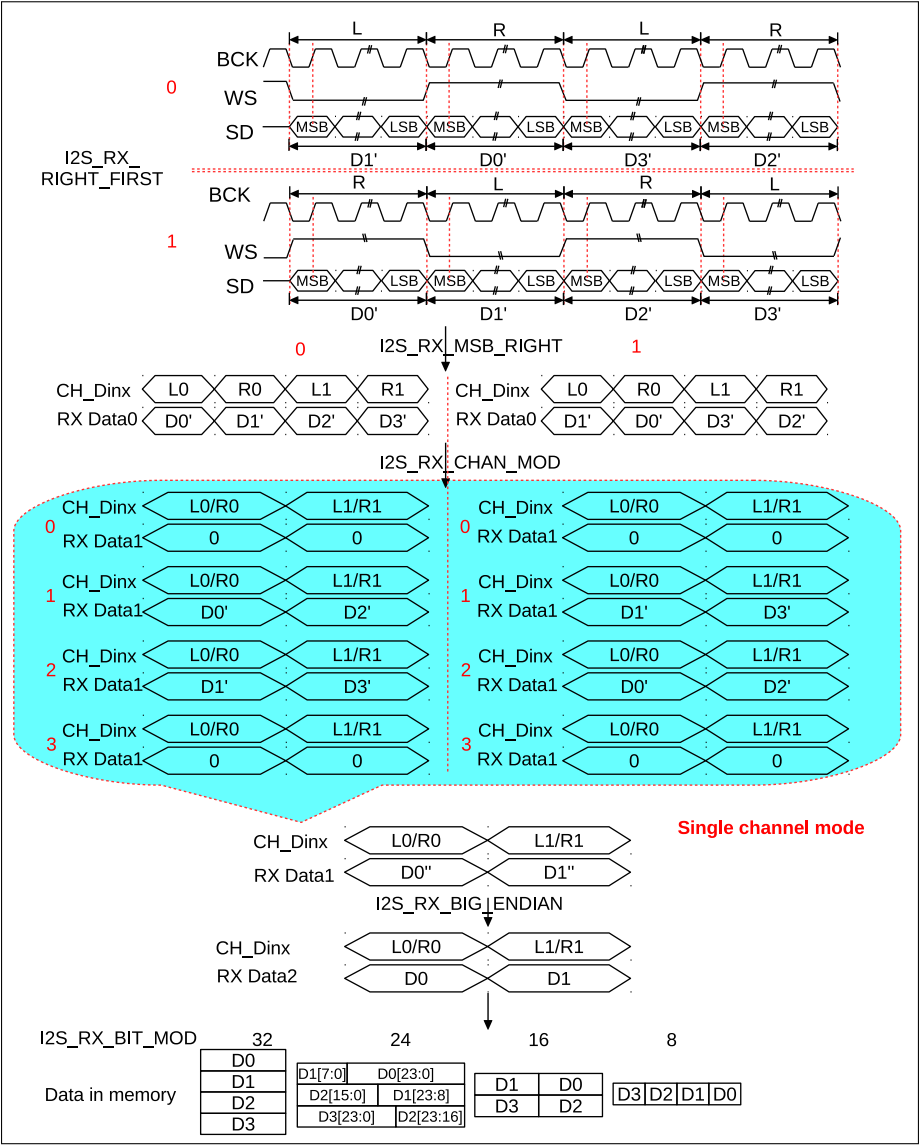 L R L R
BCK
0
WS
SD MSB LSB MSB LSB MSB LSB MSB LSB
D1' D0' D3' D2'
I2S_RX_
RIGHT_FIRST
R L R L
BCK
1
WS
SD MSB LSB MSB LSB MSB LSB MSB LSB
D0' D1' D2' D3'
I2S_RX_MSB_RIGHT
0 1
CH_Dinx L0 R0 L1 R1 CH_Dinx L0 R0 L1 R1
RX Data0 D0' D1' D2' D3' RX Data0 D1' D0' D3' D2'
I2S_RX_CHAN_MOD
CH_Dinx L0/R0 L1/R1 CH_Dinx L0/R0 L1/R1
0 0
RX Data1 0 0 RX Data1 0 0
CH_Dinx L0/R0 L1/R1 CH_Dinx L0/R0 L1/R1
1 1
RX Data1 D0' D2' RX Data1 D1' D3'
CH_Dinx L0/R0 L1/R1 CH_Dinx L0/R0 L1/R1
2 2
RX Data1 D1' D3' RX Data1 D0' D2'
CH_Dinx L0/R0 L1/R1 CH_Dinx L0/R0 L1/R1
3 3
RX Data1 0 0 RX Data1 0 0
Single channel mode
CH_Dinx L0/R0 L1/R1
RX Data1 D0'' D1''
I2S_RX_BIG_ENDIAN
CH_Dinx L0/R0 L1/R1
RX Data2 D0 D1
I2S_RX_BIT_MOD 32 24 16 8
Data in memory
D0
D1
D2
D3
D1[7:0] D0[23:0]
D2[15:0] D1[23:8]
D3[23:0] D2[23:16]
D1 D0
D3 D2
D3 D2 D1 D0